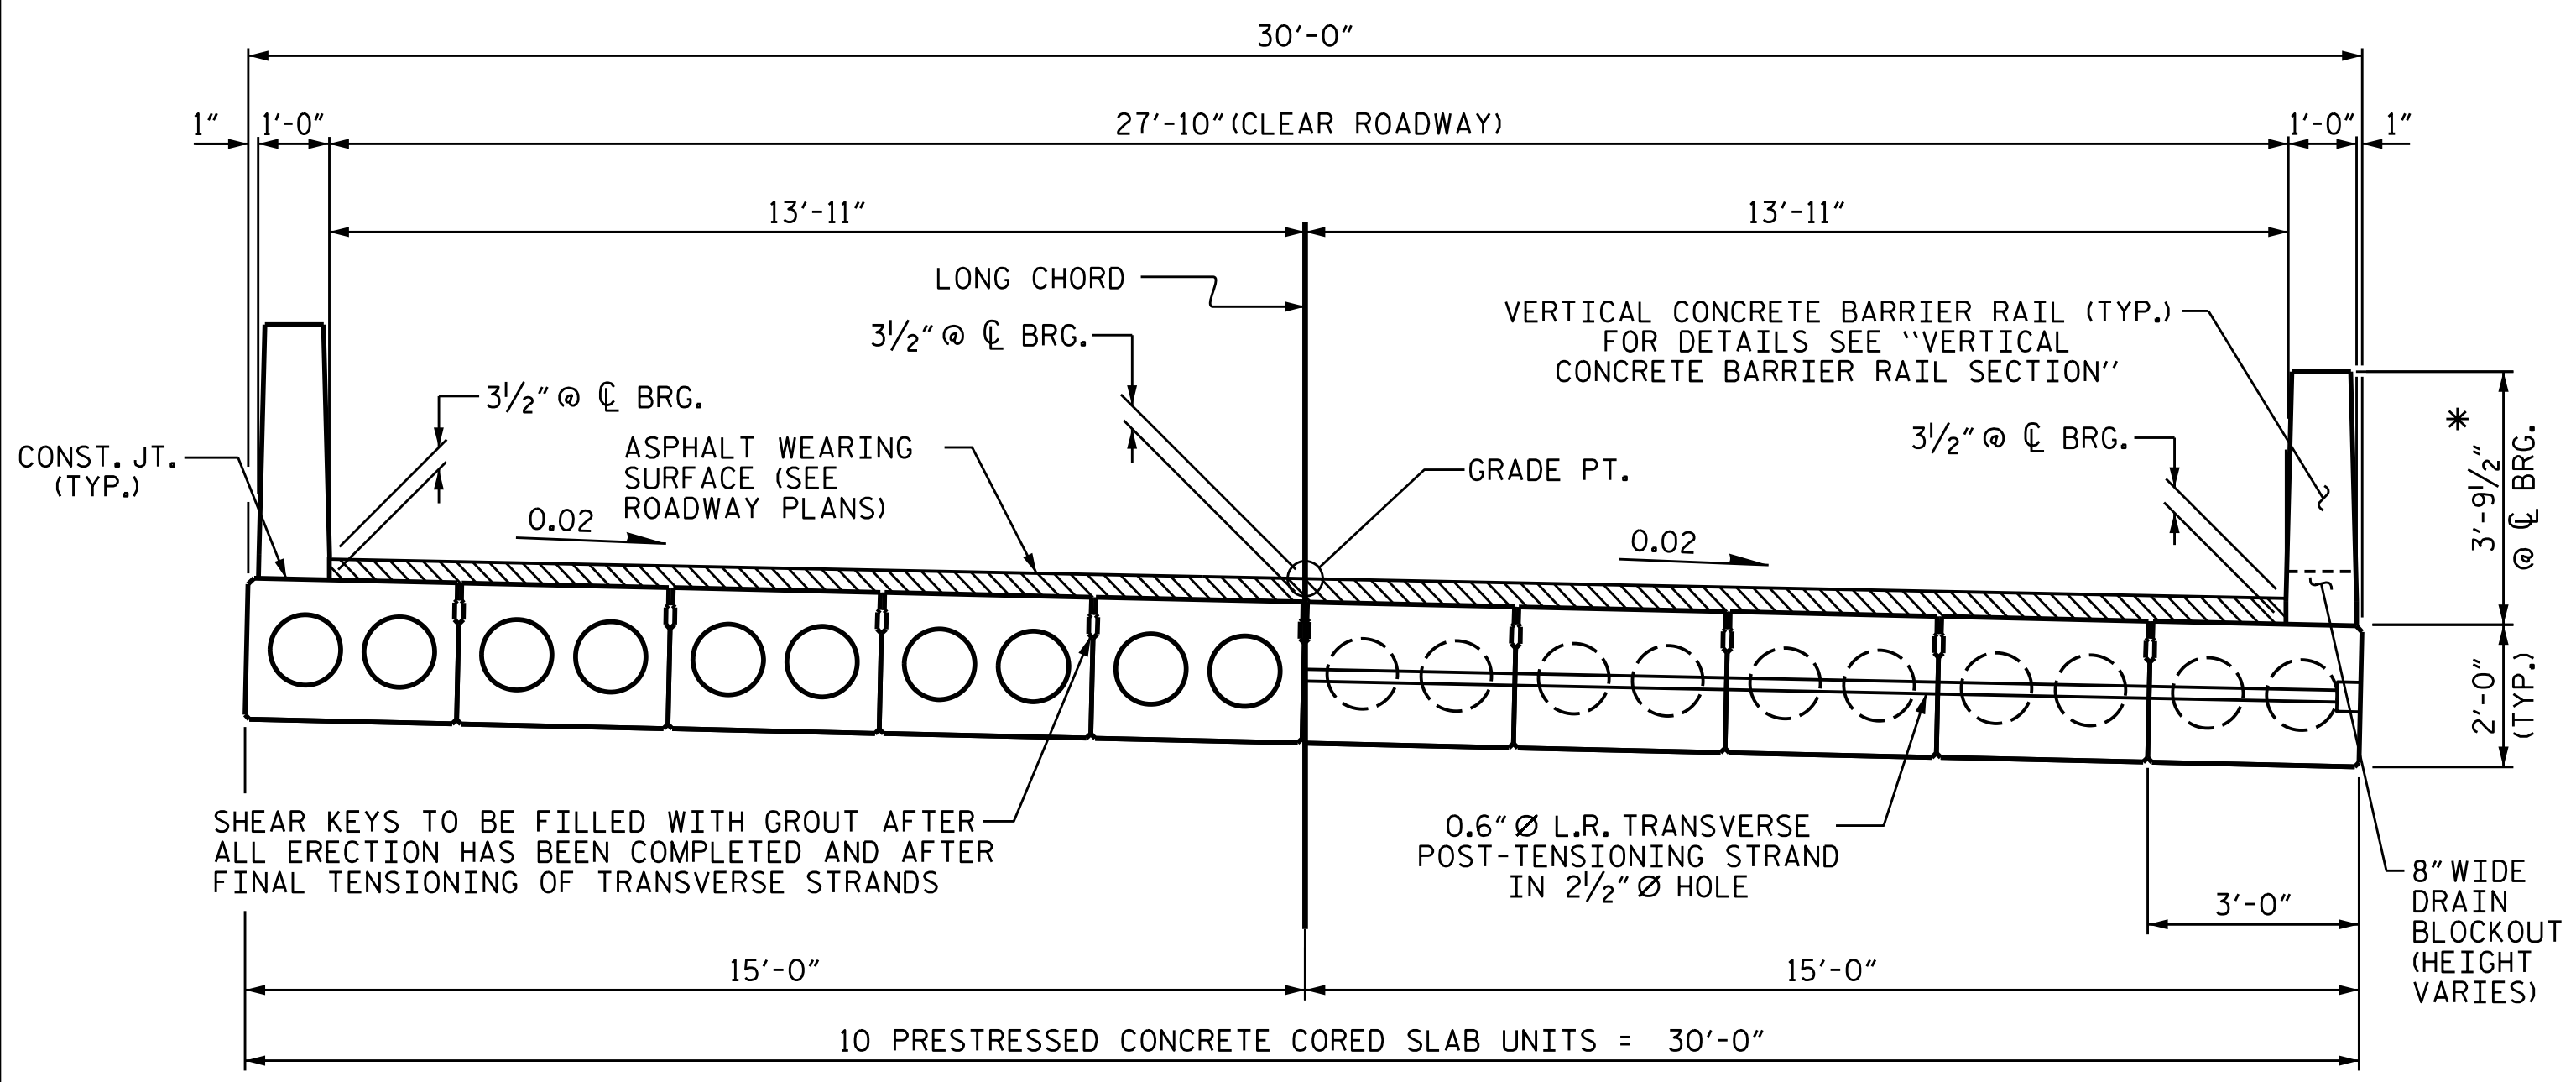 30'-0"
1"
1'-0"
27'-10"(CLEAR ROADWAY)
1'-0"
1"
13'-11"
13'-11"
LONG CHORD
3½" @ ℄ BRG.
VERTICAL CONCRETE BARRIER RAIL (TYP.)
FOR DETAILS SEE "VERTICAL
CONCRETE BARRIER RAIL SECTION"
3½" @ ℄ BRG.
3½" @ ℄ BRG.
CONST. JT.
(TYP.)
ASPHALT WEARING
SURFACE (SEE
ROADWAY PLANS)
GRADE PT.
0.02
0.02
*
3'-9½"
@ ℄ BRG.
2'-0"
(TYP.)
SHEAR KEYS TO BE FILLED WITH GROUT AFTER
ALL ERECTION HAS BEEN COMPLETED AND AFTER
FINAL TENSIONING OF TRANSVERSE STRANDS
0.6" Ø L.R. TRANSVERSE
POST-TENSIONING STRAND
IN 2½" Ø HOLE
8" WIDE
DRAIN
BLOCKOUT
(HEIGHT
VARIES)
3'-0"
15'-0"
15'-0"
10 PRESTRESSED CONCRETE CORED SLAB UNITS = 30'-0"